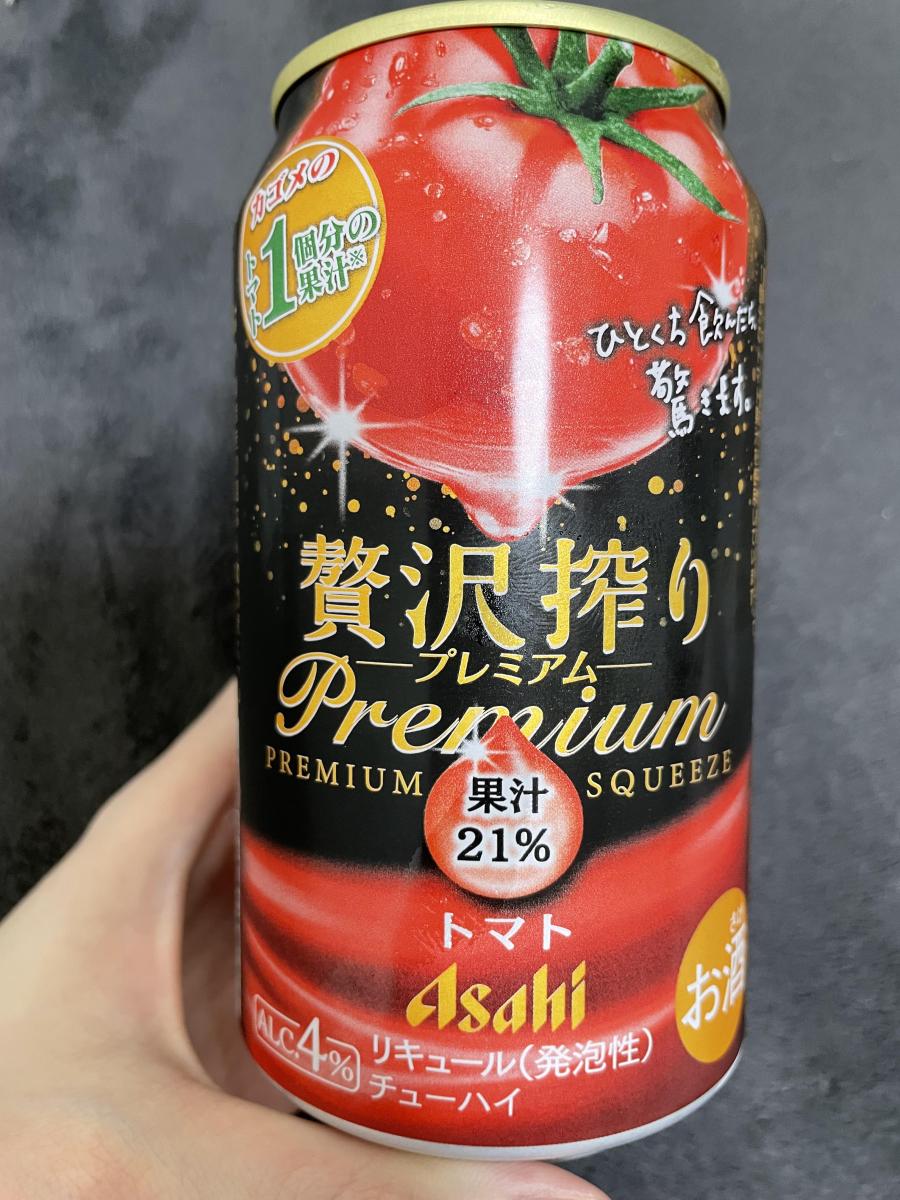 カゴメの
トマト1個分の
果汁※
ひとくち飲んだら、
驚きます。
贅沢搾り
プレミアム
Premium
PREMIUM SQUEEZE
果汁
21%
トマト
Asahi
お酒
ALC.4%
リキュール(発泡性)
チューハイ